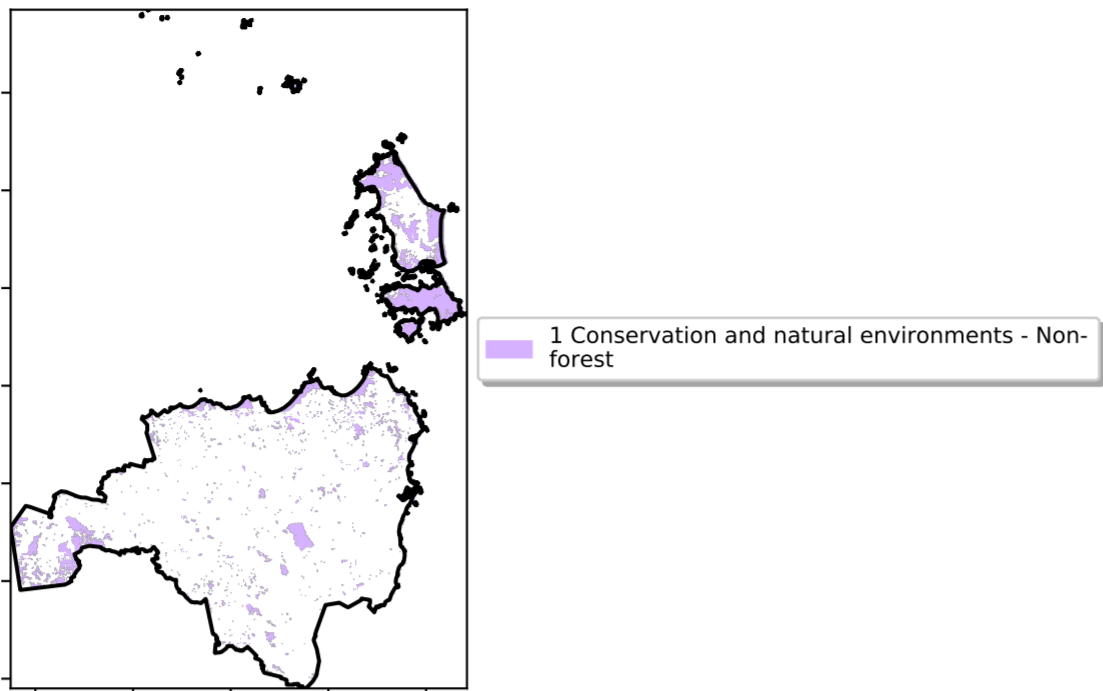 1 Conservation and natural environments - Non-
forest